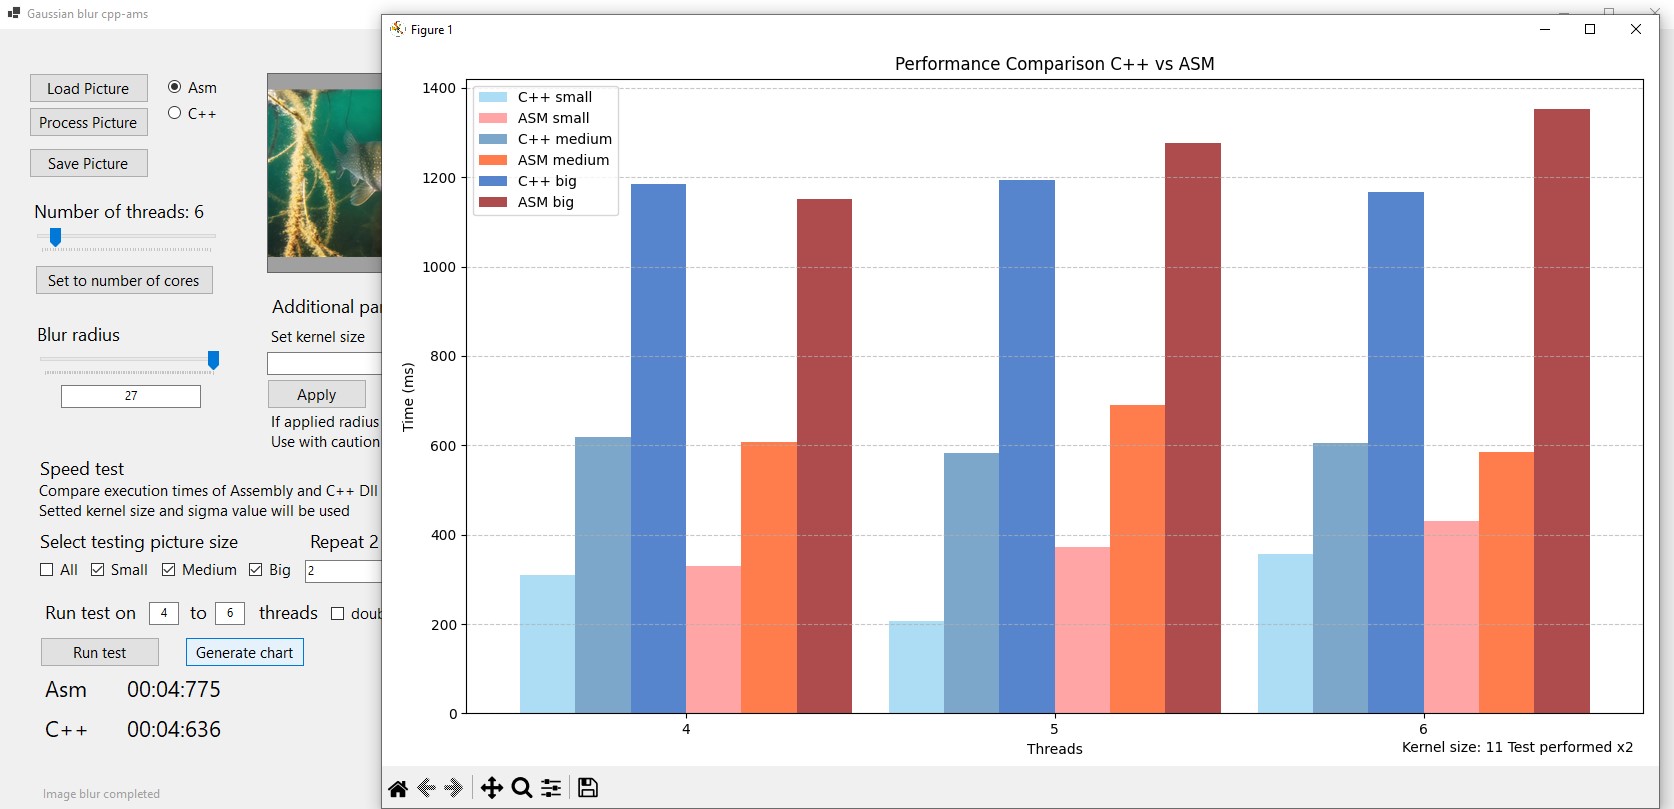 Gaussian blur cpp-ams
Load Picture
Process Picture
Save Picture
Asm
C++
Number of threads: 6
Set to number of cores
Blur radius
27
Additional par
Set kernel size
Apply
If applied radius
Use with caution
Speed test
Compare execution times of Assembly and C++ Dll
Setted kernel size and sigma value will be used
Select testing picture size
Repeat 2
All Small Medium Big 2
Run test on 4 to 6 threads doub
Run test
Generate chart
Asm 00:04:775
C++ 00:04:636
Image blur completed
Figure 1
Performance Comparison C++ vs ASM
C++ small
ASM small
C++ medium
ASM medium
C++ big
ASM big
Time (ms)
1400
1200
1000
800
600
400
200
0
4 5 6
Threads
Kernel size: 11 Test performed x2